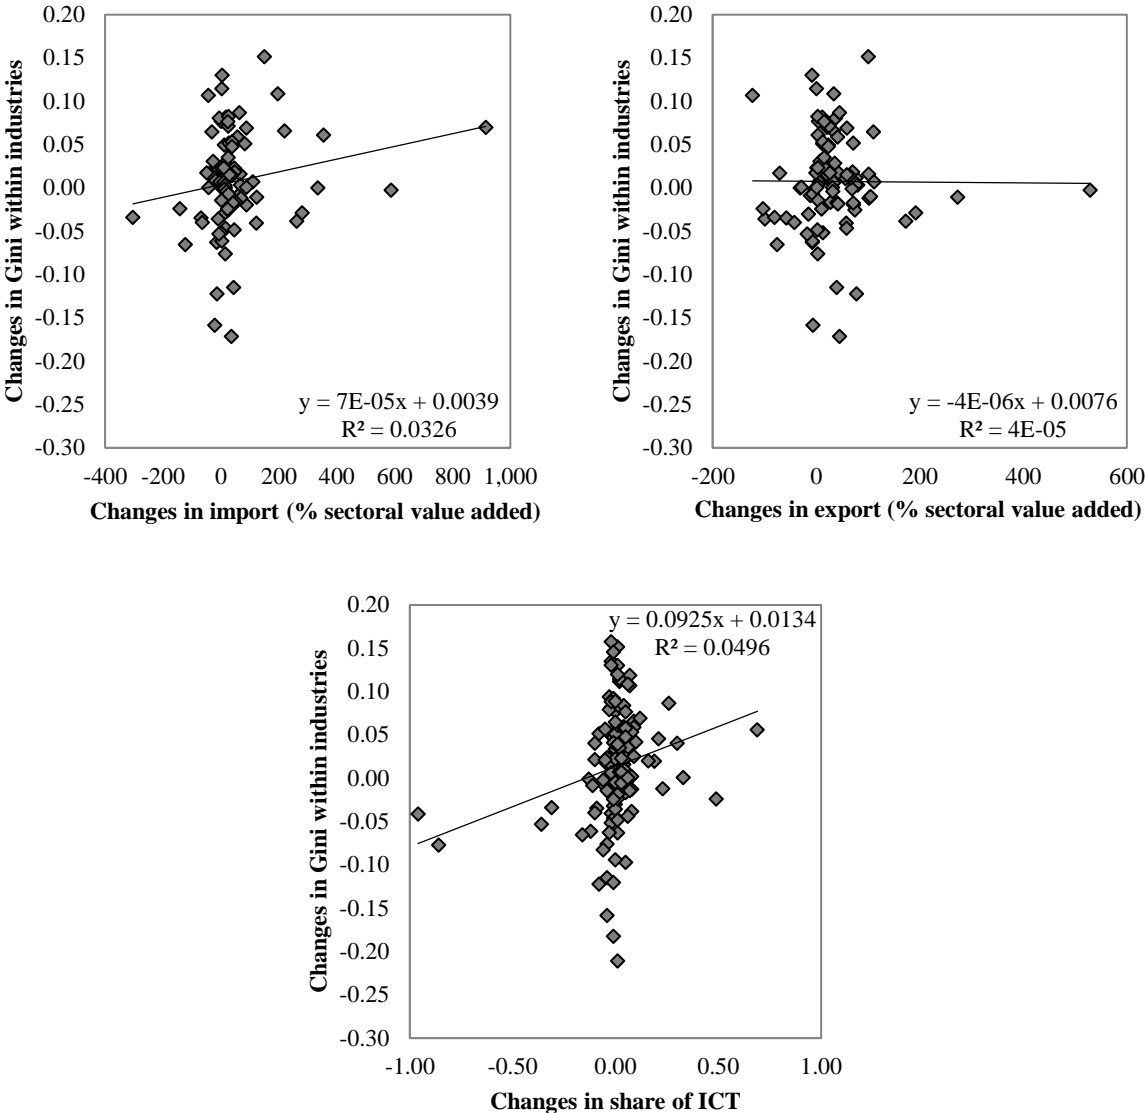 Changes in Gini within industries
0.20
0.15
0.10
0.05
0.00
-0.05
-0.10
-0.15
-0.20
-0.25
-0.30
y = 7E-05x + 0.0039
R² = 0.0326
-400 -200 0 200 400 600 800 1,000
Changes in import (% sectoral value added)
Changes in Gini within industries
0.20
0.15
0.10
0.05
0.00
-0.05
-0.10
-0.15
-0.20
-0.25
-0.30
y = -4E-06x + 0.0076
R² = 4E-05
-200 0 200 400 600
Changes in export (% sectoral value added)
Changes in Gini within industries
0.20
0.15
0.10
0.05
0.00
-0.05
-0.10
-0.15
-0.20
-0.25
-0.30
y = 0.0925x + 0.0134
R² = 0.0496
-1.00 -0.50 0.00 0.50 1.00
Changes in share of ICT